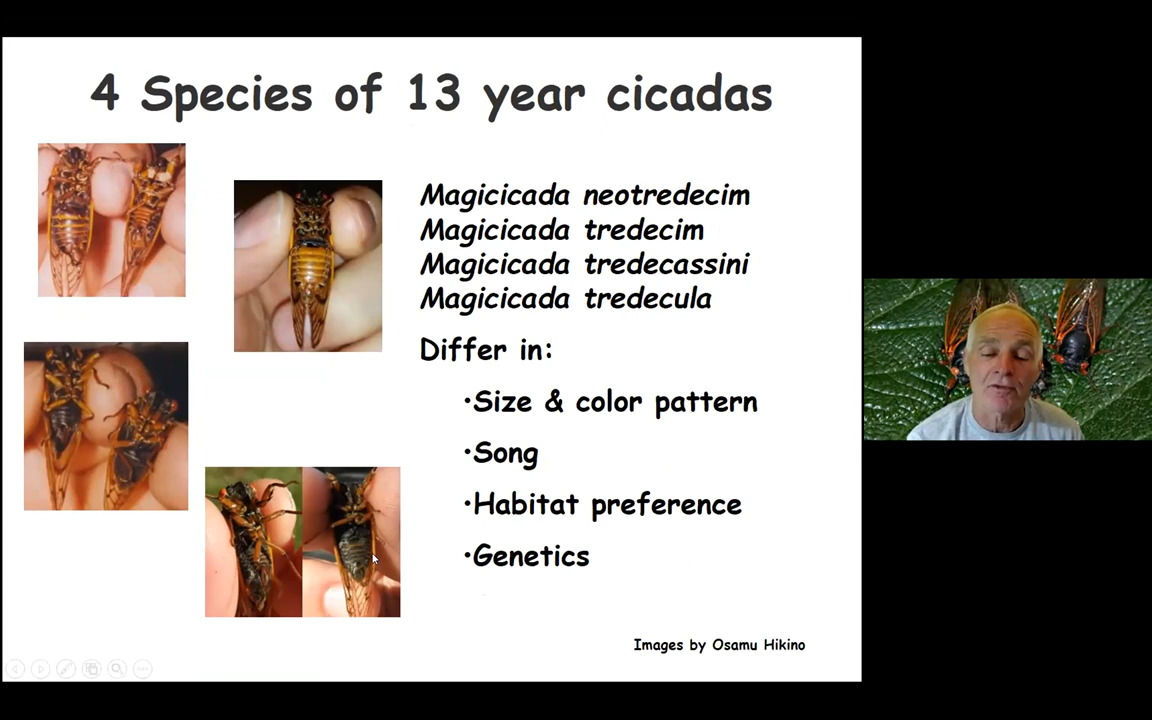 4 Species of 13 year cicadas
Magicicada neotredecim
Magicicada tredecim
Magicicada tredecassini
Magicicada tredecula
Differ in:
•Size & color pattern
•Song
•Habitat preference
•Genetics
Images by Osamu Hikino